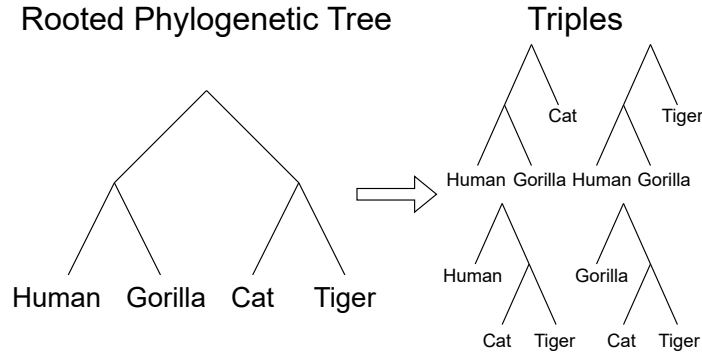 Rooted Phylogenetic Tree
Triples
Human Gorilla Cat Tiger
Cat
Human Gorilla
Tiger
Human Gorilla
Human
Cat Tiger
Gorilla
Cat Tiger